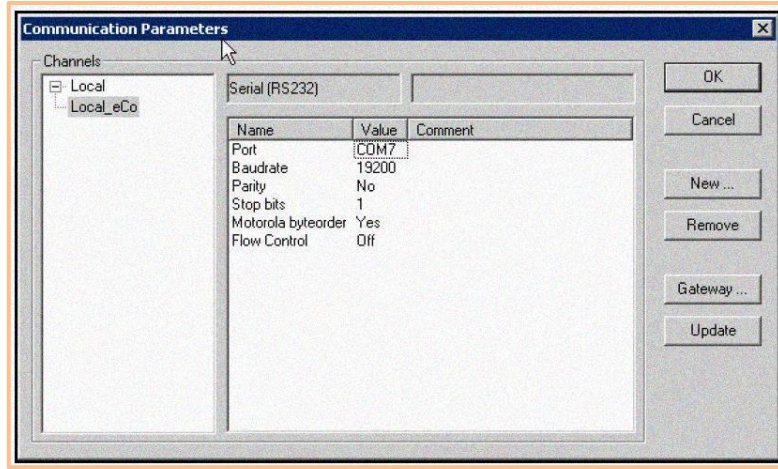 Communication Parameters
Channels
Local
Local_eCo
Serial (RS232)
Name Value Comment
Port COM7
Baudrate 19200
Parity No
Stop bits 1
Motorola byteorder Yes
Flow Control Off
OK
Cancel
New ...
Remove
Gateway ...
Update